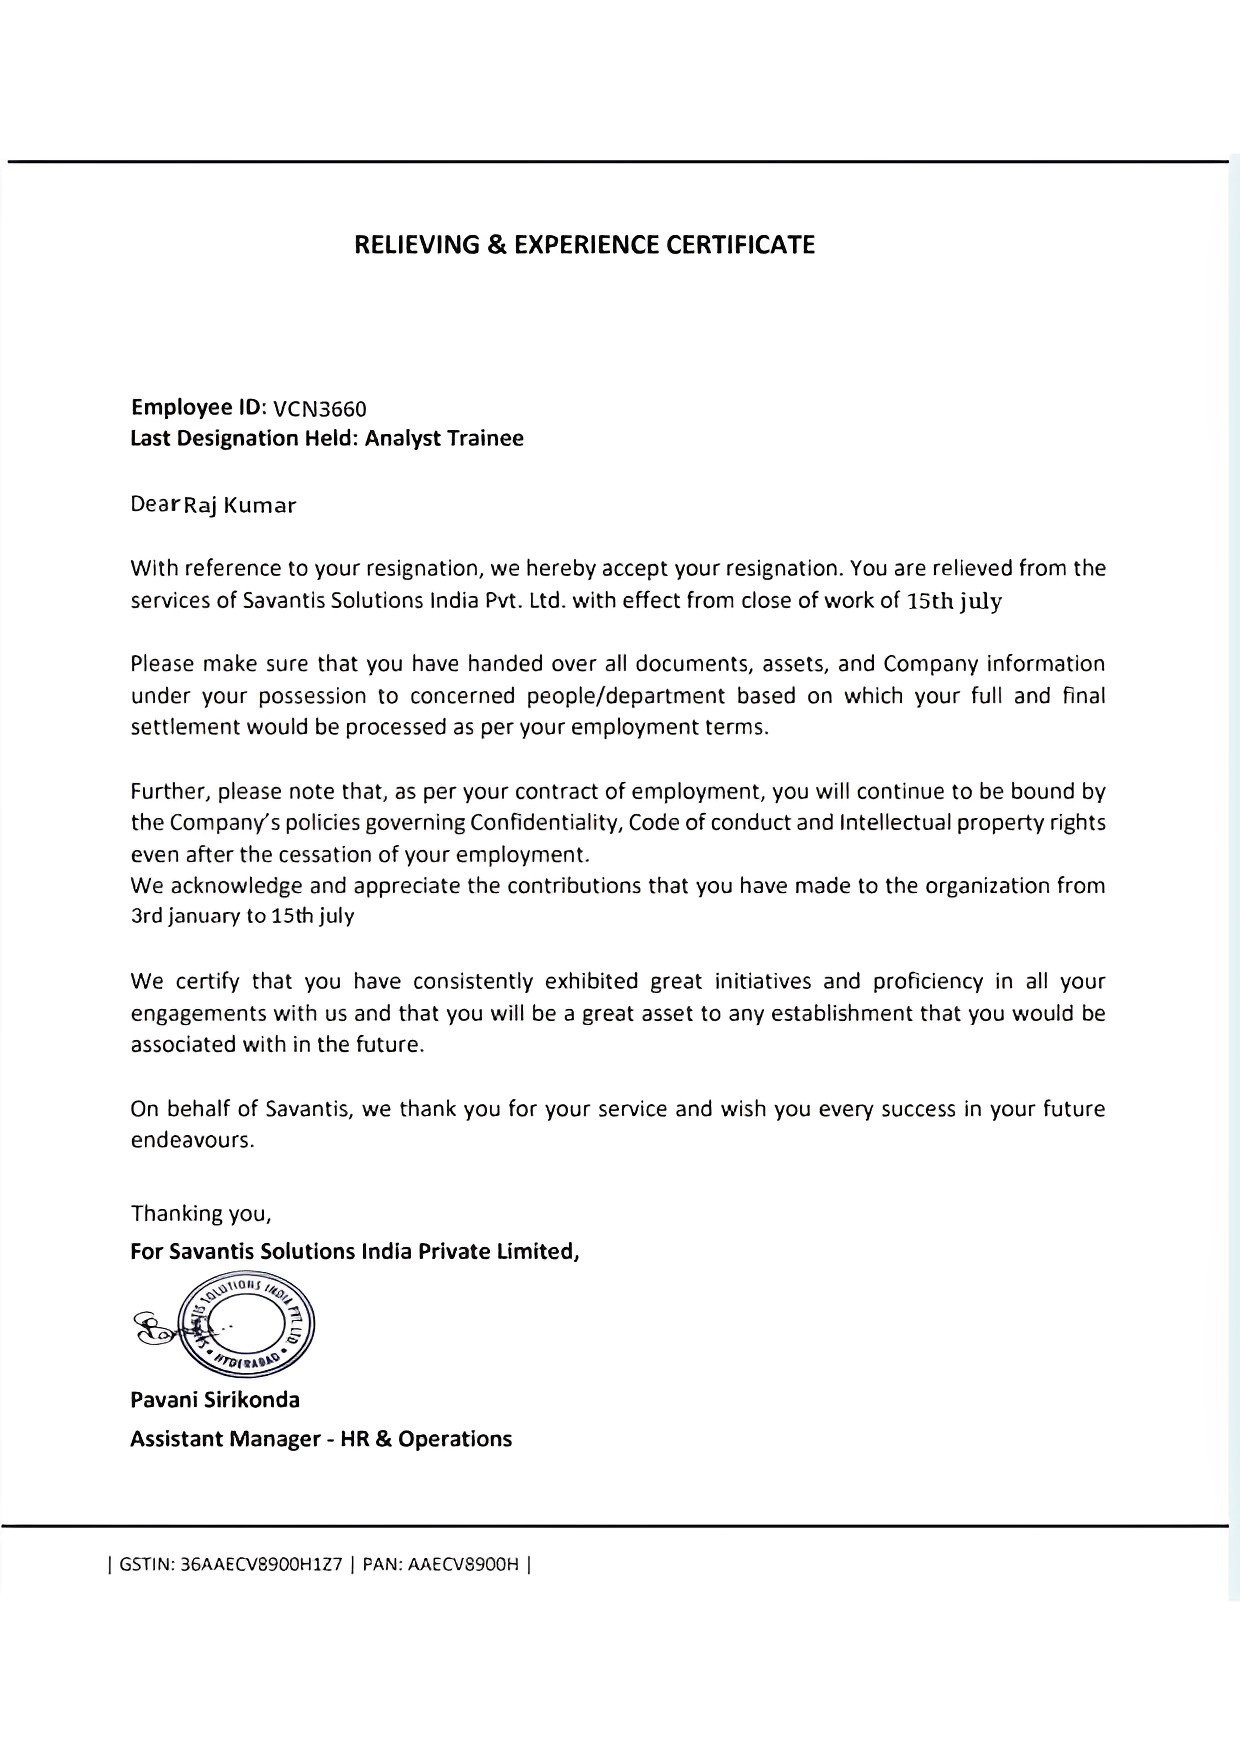 RELIEVING & EXPERIENCE CERTIFICATE
Employee ID: VCN3660
Last Designation Held: Analyst Trainee
Dear Raj Kumar
With reference to your resignation, we hereby accept your resignation. You are relieved from the
services of Savantis Solutions India Pvt. Ltd. with effect from close of work of 15th july
Please make sure that you have handed over all documents, assets, and Company information
under your possession to concerned people/department based on which your full and final
settlement would be processed as per your employment terms.
Further, please note that, as per your contract of employment, you will continue to be bound by
the Company's policies governing Confidentiality, Code of conduct and Intellectual property rights
even after the cessation of your employment.
We acknowledge and appreciate the contributions that you have made to the organization from
3rd january to 15th july
We certify that you have consistently exhibited great initiatives and proficiency in all your
engagements with us and that you will be a great asset to any establishment that you would be
associated with in the future.
On behalf of Savantis, we thank you for your service and wish you every success in your future
endeavours.
Thanking you,
For Savantis Solutions India Private Limited,
SAVANTIS SOLUTIONS INDIA PVT. LTD.
HYDERABAD
Pavani Sirikonda
Assistant Manager - HR & Operations
| GSTIN: 36AAECV8900H1Z7 | PAN: AAECV8900H |